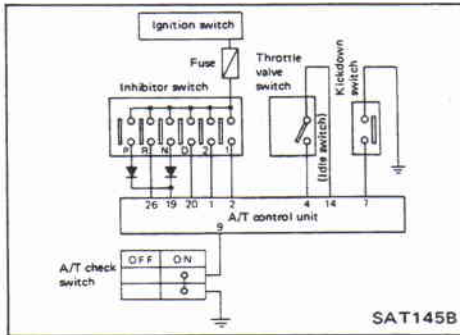 Ignition switch
Fuse
Throttle
valve
switch
Kickdown
switch
Inhibitor switch
(Idle switch)
P R N D 2 1
26 19 20 1 2 4 14 7
A/T control unit
9
A/T check
switch
OFF ON
SAT145B